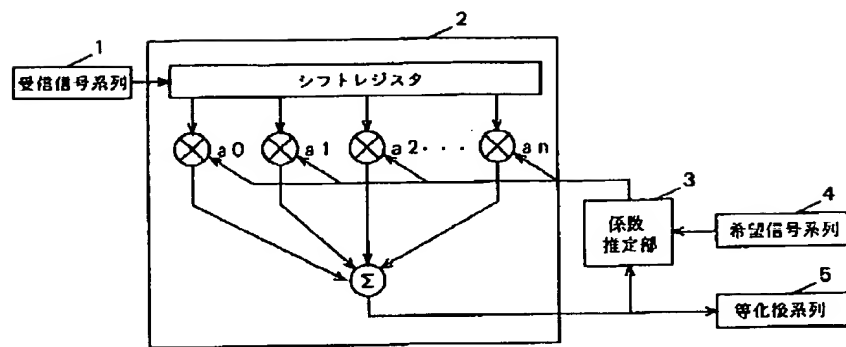 1
受信信号系列
2
シフトレジスタ
a0 a1 a2・・・ an
Σ
3
係数
推定部
4
希望信号系列
5
等化後系列